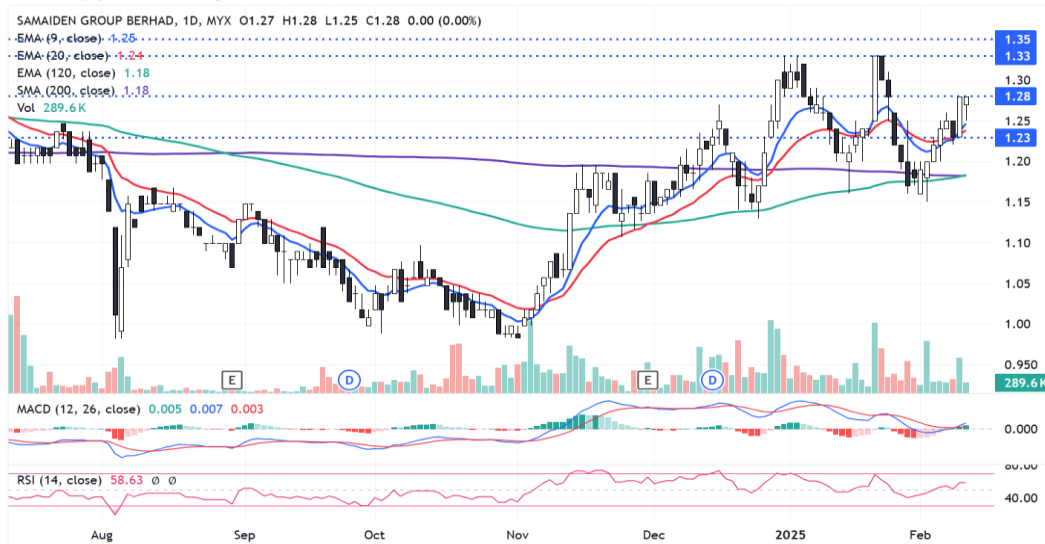 SAMAIDEN GROUP BERHAD, 1D, MYX O1.27 H1.28 L1.25 C1.28 0.00 (0.00%)
EMA (9, close) 1.25
EMA (20, close) 1.24
EMA (120, close) 1.18
SMA (200, close) 1.18
Vol 289.6K
1.35
1.33
1.30
1.28
1.25
1.23
1.20
1.15
1.10
1.05
1.00
0.950
289.6K
E
D
E
D
MACD (12, 26, close) 0.005 0.007 0.003
0.000
RSI (14, close) 58.63 Ø Ø
80.00
40.00
Aug Sep Oct Nov Dec 2025 Feb